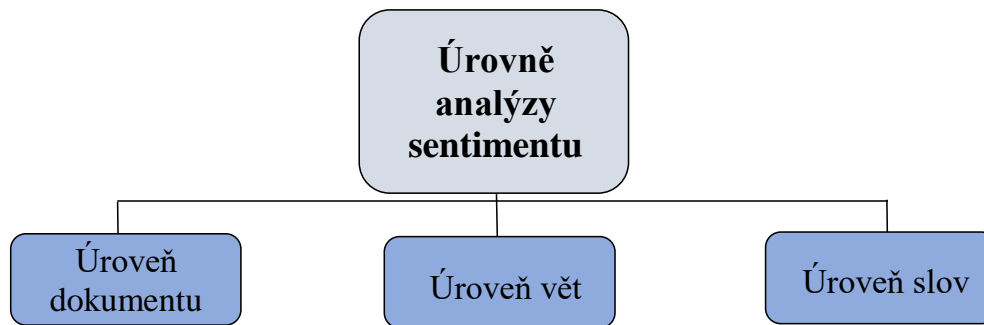 Úrovně
analýzy
sentimentu
Úroveň
dokumentu
Úroveň vět
Úroveň slov